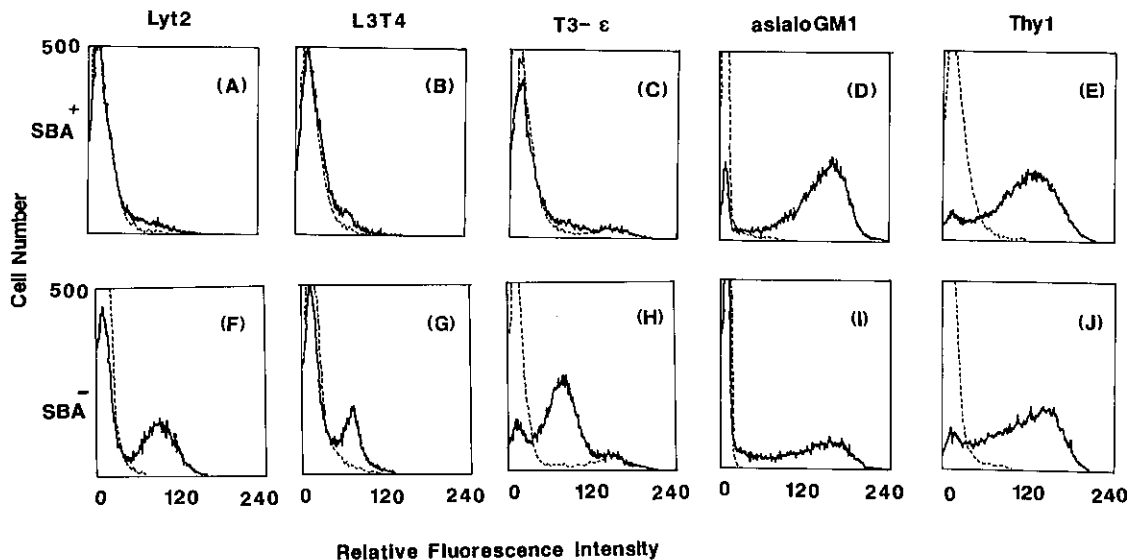 Lyt2 L3T4 T3- ε asialoGM1 Thy1
500
(A) (B) (C) (D) (E)
SBA+
Cell Number
500
(F) (G) (H) (I) (J)
SBA-
0 120 240 0 120 240 0 120 240 0 120 240 0 120 240
Relative Fluorescence Intensity